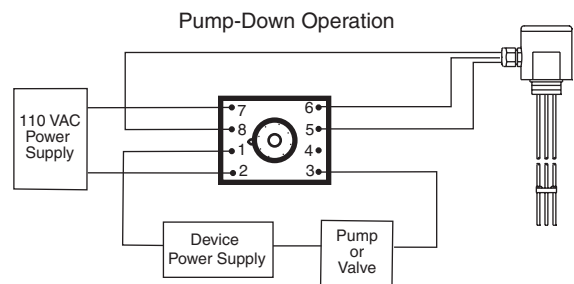 Pump-Down Operation
110 VAC
Power
Supply
7
8
1
2
6
5
4
3
Device
Power Supply
Pump
or
Valve